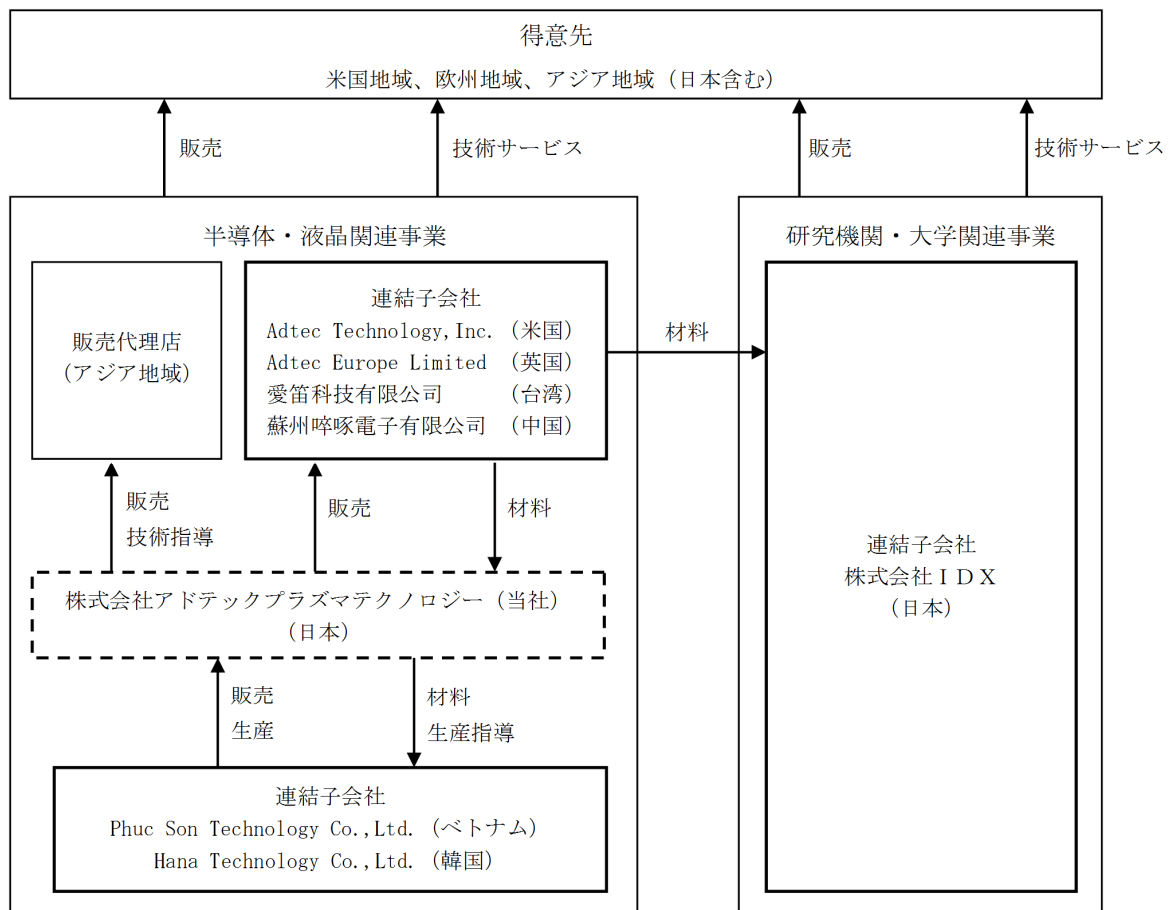 得意先
米国地域、欧州地域、アジア地域（日本含む）
販売
技術サービス
販売
技術サービス
半導体・液晶関連事業
研究機関・大学関連事業
販売代理店
（アジア地域）
連結子会社
Adtec Technology,Inc.（米国）
Adtec Europe Limited （英国）
愛笛科技有限公司 （台湾）
蘇州啐啄電子有限公司 （中国）
材料
販売
技術指導
販売
材料
連結子会社
株式会社ＩＤＸ
（日本）
株式会社アドテックプラズマテクノロジー（当社）
（日本）
販売
生産
材料
生産指導
連結子会社
Phuc Son Technology Co.,Ltd.（ベトナム）
Hana Technology Co.,Ltd.（韓国）